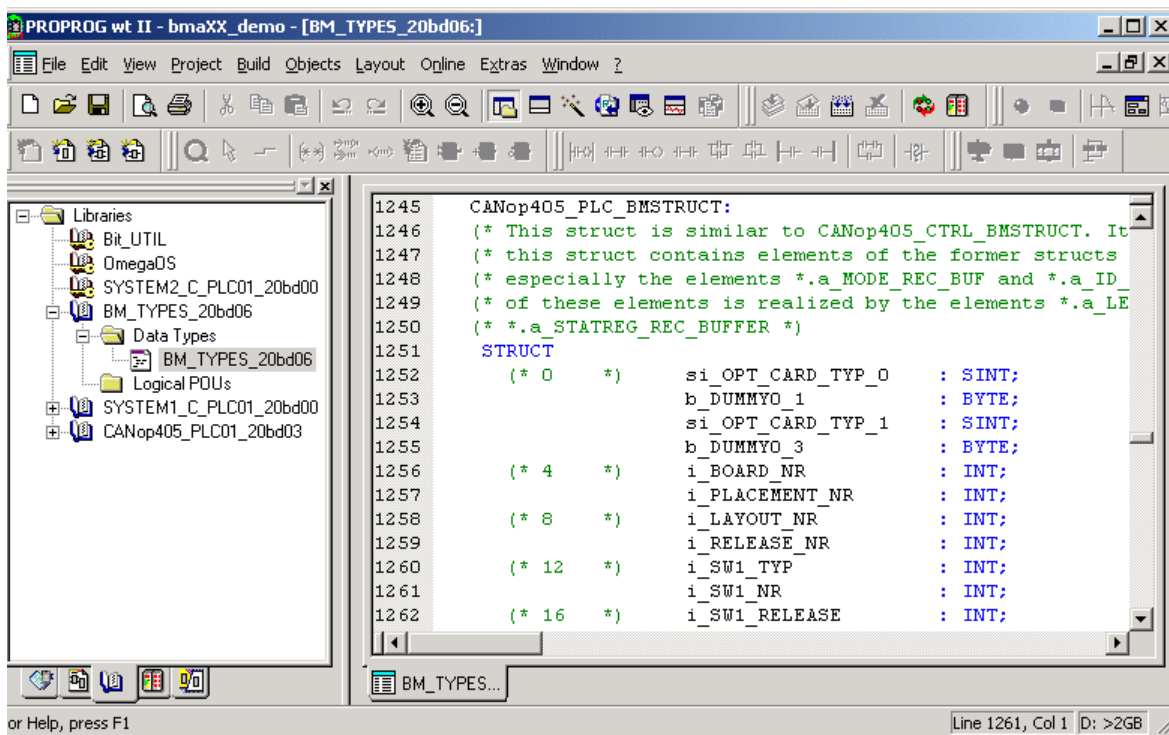 PROPROG wt II - bmaXX_demo - [BM_TYPES_20bd06:]
File Edit View Project Build Objects Layout Online Extras Window ?
Libraries
Bit_UTIL
OmegaOS
SYSTEM2_C_PLC01_20bd00
BM_TYPES_20bd06
Data Types
BM_TYPES_20bd06
Logical POUs
SYSTEM1_C_PLC01_20bd00
CANop405_PLC01_20bd03
1245 CANop405_PLC_BMSTRUCT:
1246 (* This struct is similar to CANop405_CTRL_BMSTRUCT. It
1247 (* this struct contains elements of the former structs
1248 (* especially the elements *.a_MODE_REC_BUF and *.a_ID_
1249 (* of these elements is realized by the elements *.a_LE
1250 (* *.a_STATREG_REC_BUFFER *)
1251 STRUCT
1252 (* 0 *) si_OPT_CARD_TYP_0 : SINT;
1253 b_DUMMY0_1 : BYTE;
1254 si_OPT_CARD_TYP_1 : SINT;
1255 b_DUMMY0_3 : BYTE;
1256 (* 4 *) i_BOARD_NR : INT;
1257 i_PLACEMENT_NR : INT;
1258 (* 8 *) i_LAYOUT_NR : INT;
1259 i_RELEASE_NR : INT;
1260 (* 12 *) i_SW1_TYP : INT;
1261 i_SW1_NR : INT;
1262 (* 16 *) i_SW1_RELEASE : INT;
BM_TYPES...
or Help, press F1
Line 1261, Col 1 D: >2GB